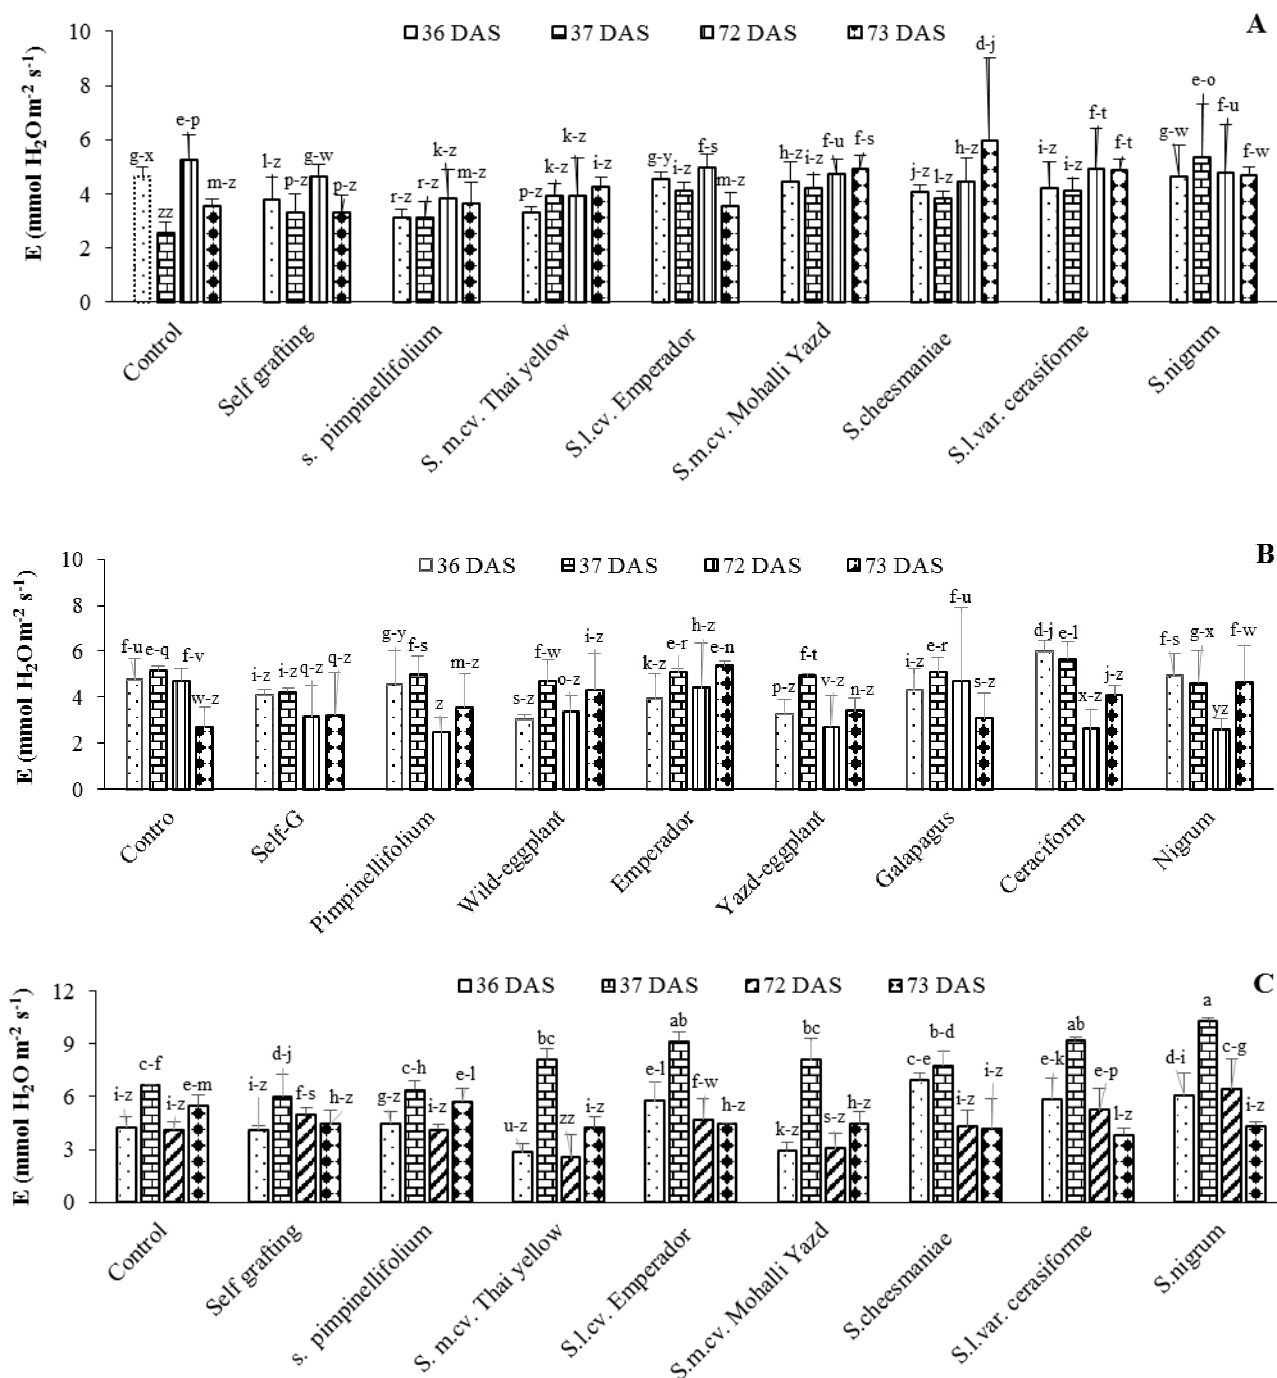 A
36 DAS 37 DAS 72 DAS 73 DAS
E (mmol H2O m-2 s-1)
10
8
6
4
2
0
g-x zz e-p m-z
l-z p-z g-w p-z
r-z r-z k-z m-z
p-z k-z k-z i-z
g-y i-z f-s m-z
h-z i-z f-u f-s
j-z l-z h-z d-j
i-z i-z f-t f-t
g-w e-o f-u f-w
Control
Self grafting
s. pimpinellifolium
S. m.cv. Thai yellow
S.l.cv. Emperador
S.m.cv. Mohalli Yazd
S.cheesmaniae
S.l.var. cerasiforme
S.nigrum
B
36 DAS 37 DAS 72 DAS 73 DAS
E (mmol H2O m-2 s-1)
10
8
6
4
2
0
f-u e-q f-v w-z
i-z i-z q-z q-z
g-y f-s z m-z
s-z f-w o-z i-z
k-z e-r h-z e-n
p-z f-t v-z n-z
i-z e-r f-u s-z
d-j e-l x-z j-z
f-s g-x yz f-w
Contro
Self-G
Pimpinellifolium
Wild-eggplant
Emperador
Yazd-eggplant
Galapagus
Ceraciform
Nigrum
C
36 DAS 37 DAS 72 DAS 73 DAS
E (mmol H2O m-2 s-1)
12
9
6
3
0
i-z c-f i-z e-m
i-z d-j f-s h-z
g-z c-h i-z e-l
u-z bc zz i-z
e-l ab f-w h-z
k-z bc s-z h-z
c-e b-d i-z i-z
e-k ab e-p l-z
d-i a c-g i-z
Control
Self grafting
s. pimpinellifolium
S. m.cv. Thai yellow
S.l.cv. Emperador
S.m.cv. Mohalli Yazd
S.cheesmaniae
S.l.var. cerasiforme
S.nigrum